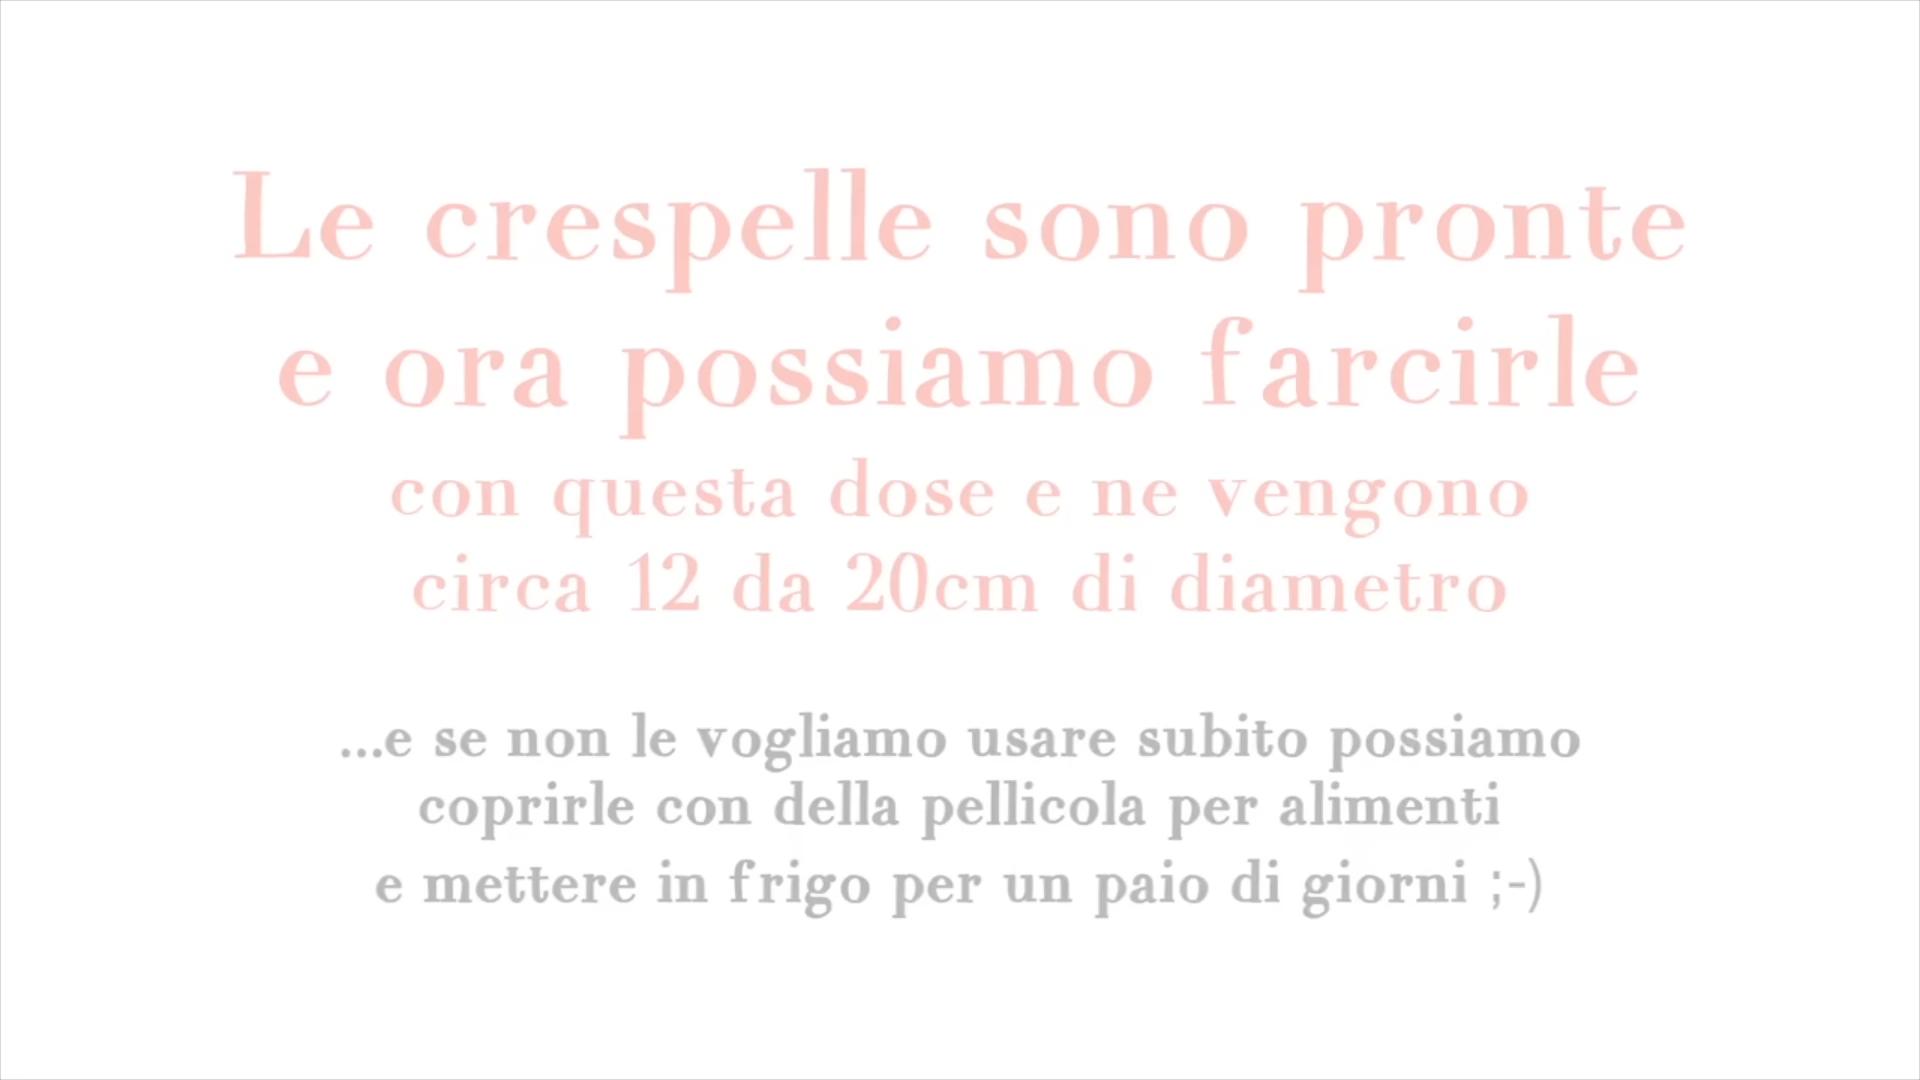 Le crespelle sono pronte
e ora possiamo farcirle
con questa dose e ne vengono
circa 12 da 20cm di diametro
...e se non le vogliamo usare subito possiamo
coprirle con della pellicola per alimenti
e mettere in frigo per un paio di giorni ;-)